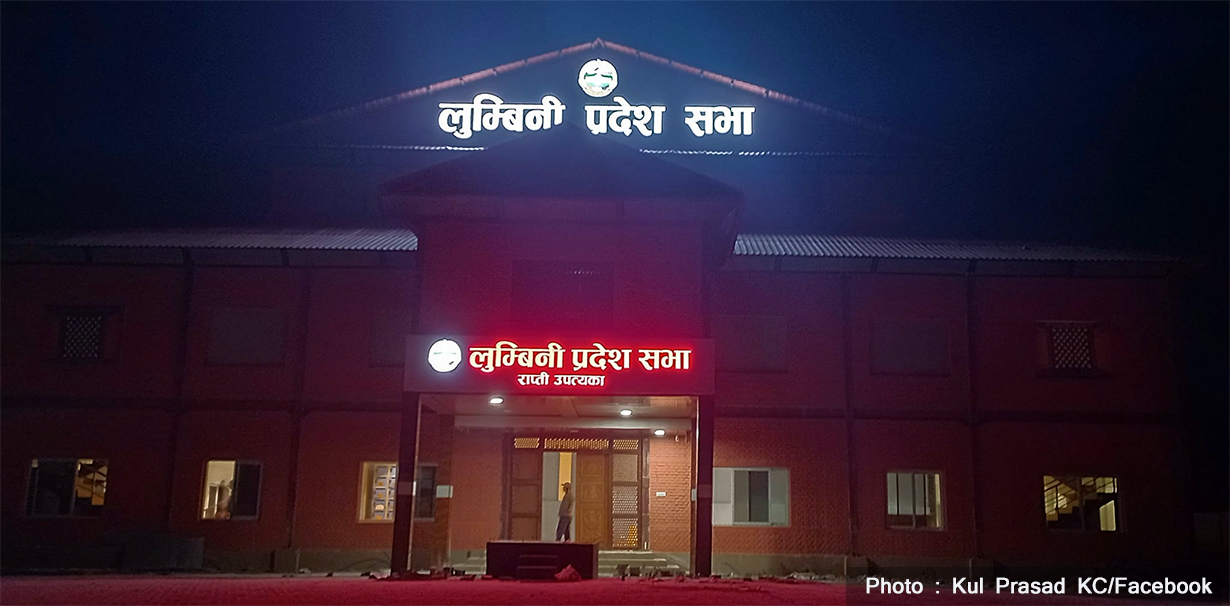 लुम्बिनी प्रदेश सभा
लुम्बिनी प्रदेश सभा
राप्ती उपत्यका
Photo : Kul Prasad KC/Facebook